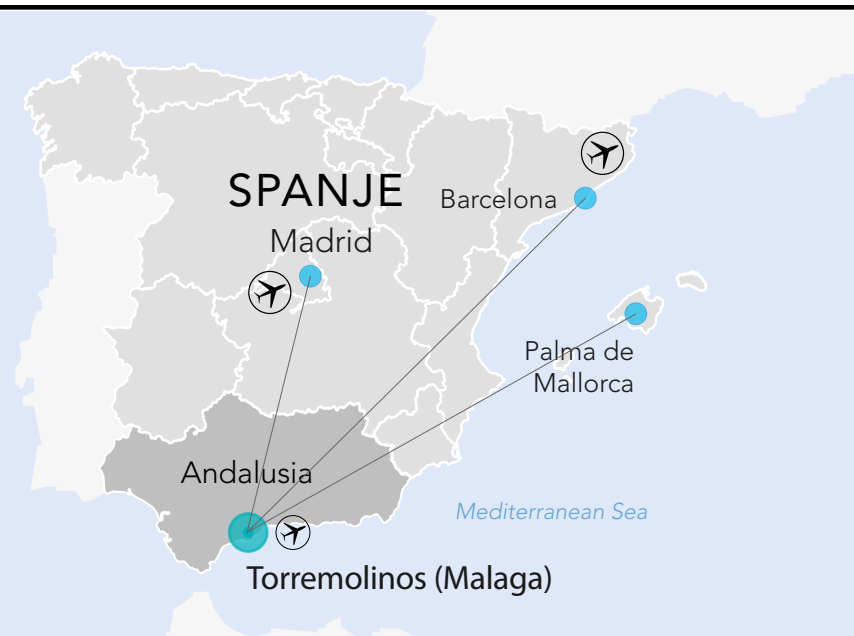 SPANJE
Barcelona
Madrid
Palma de
Mallorca
Andalusia
Mediterranean Sea
Torremolinos (Malaga)